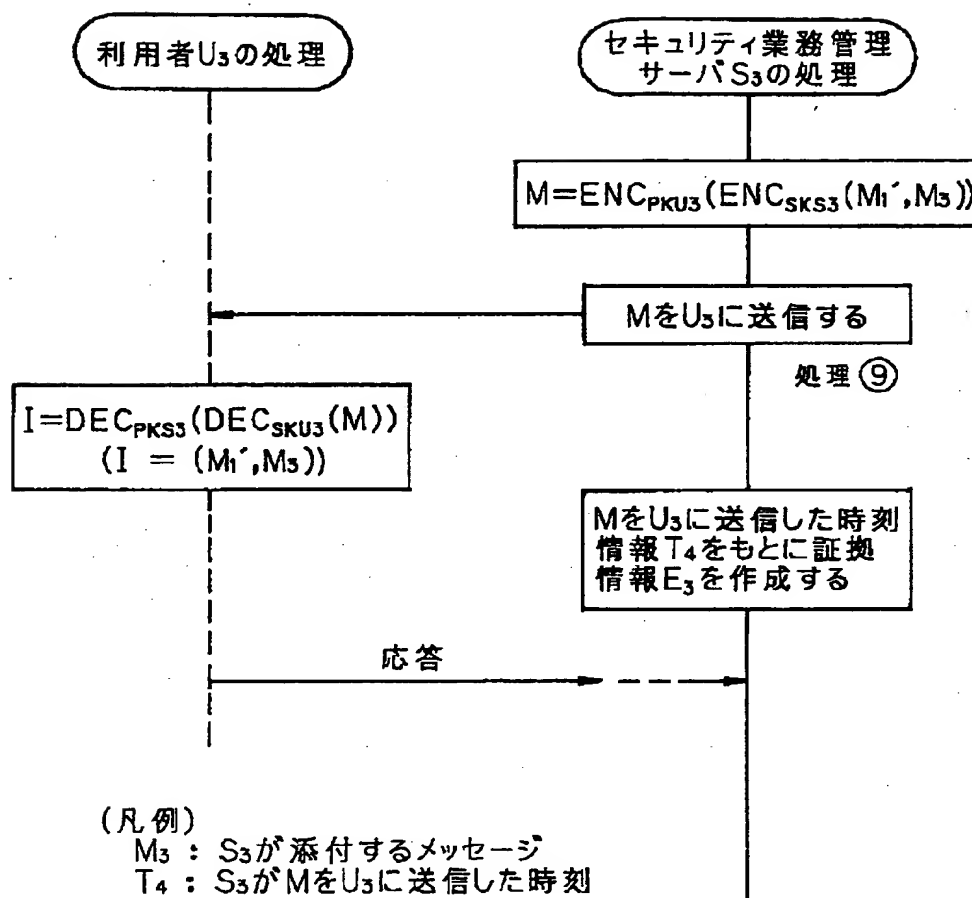 利用者U₃の処理
セキュリティ業務管理
サーバS₃の処理
M=ENC_PKU3(ENC_SKS3(M₁′,M₃))
MをU₃に送信する
処理⑨
I=DEC_PKS3(DEC_SKU3(M))
(I = (M₁′,M₃))
MをU₃に送信した時刻
情報T₄をもとに証拠
情報E₃を作成する
応答
(凡例)
M₃ : S₃が添付するメッセージ
T₄ : S₃がMをU₃に送信した時刻